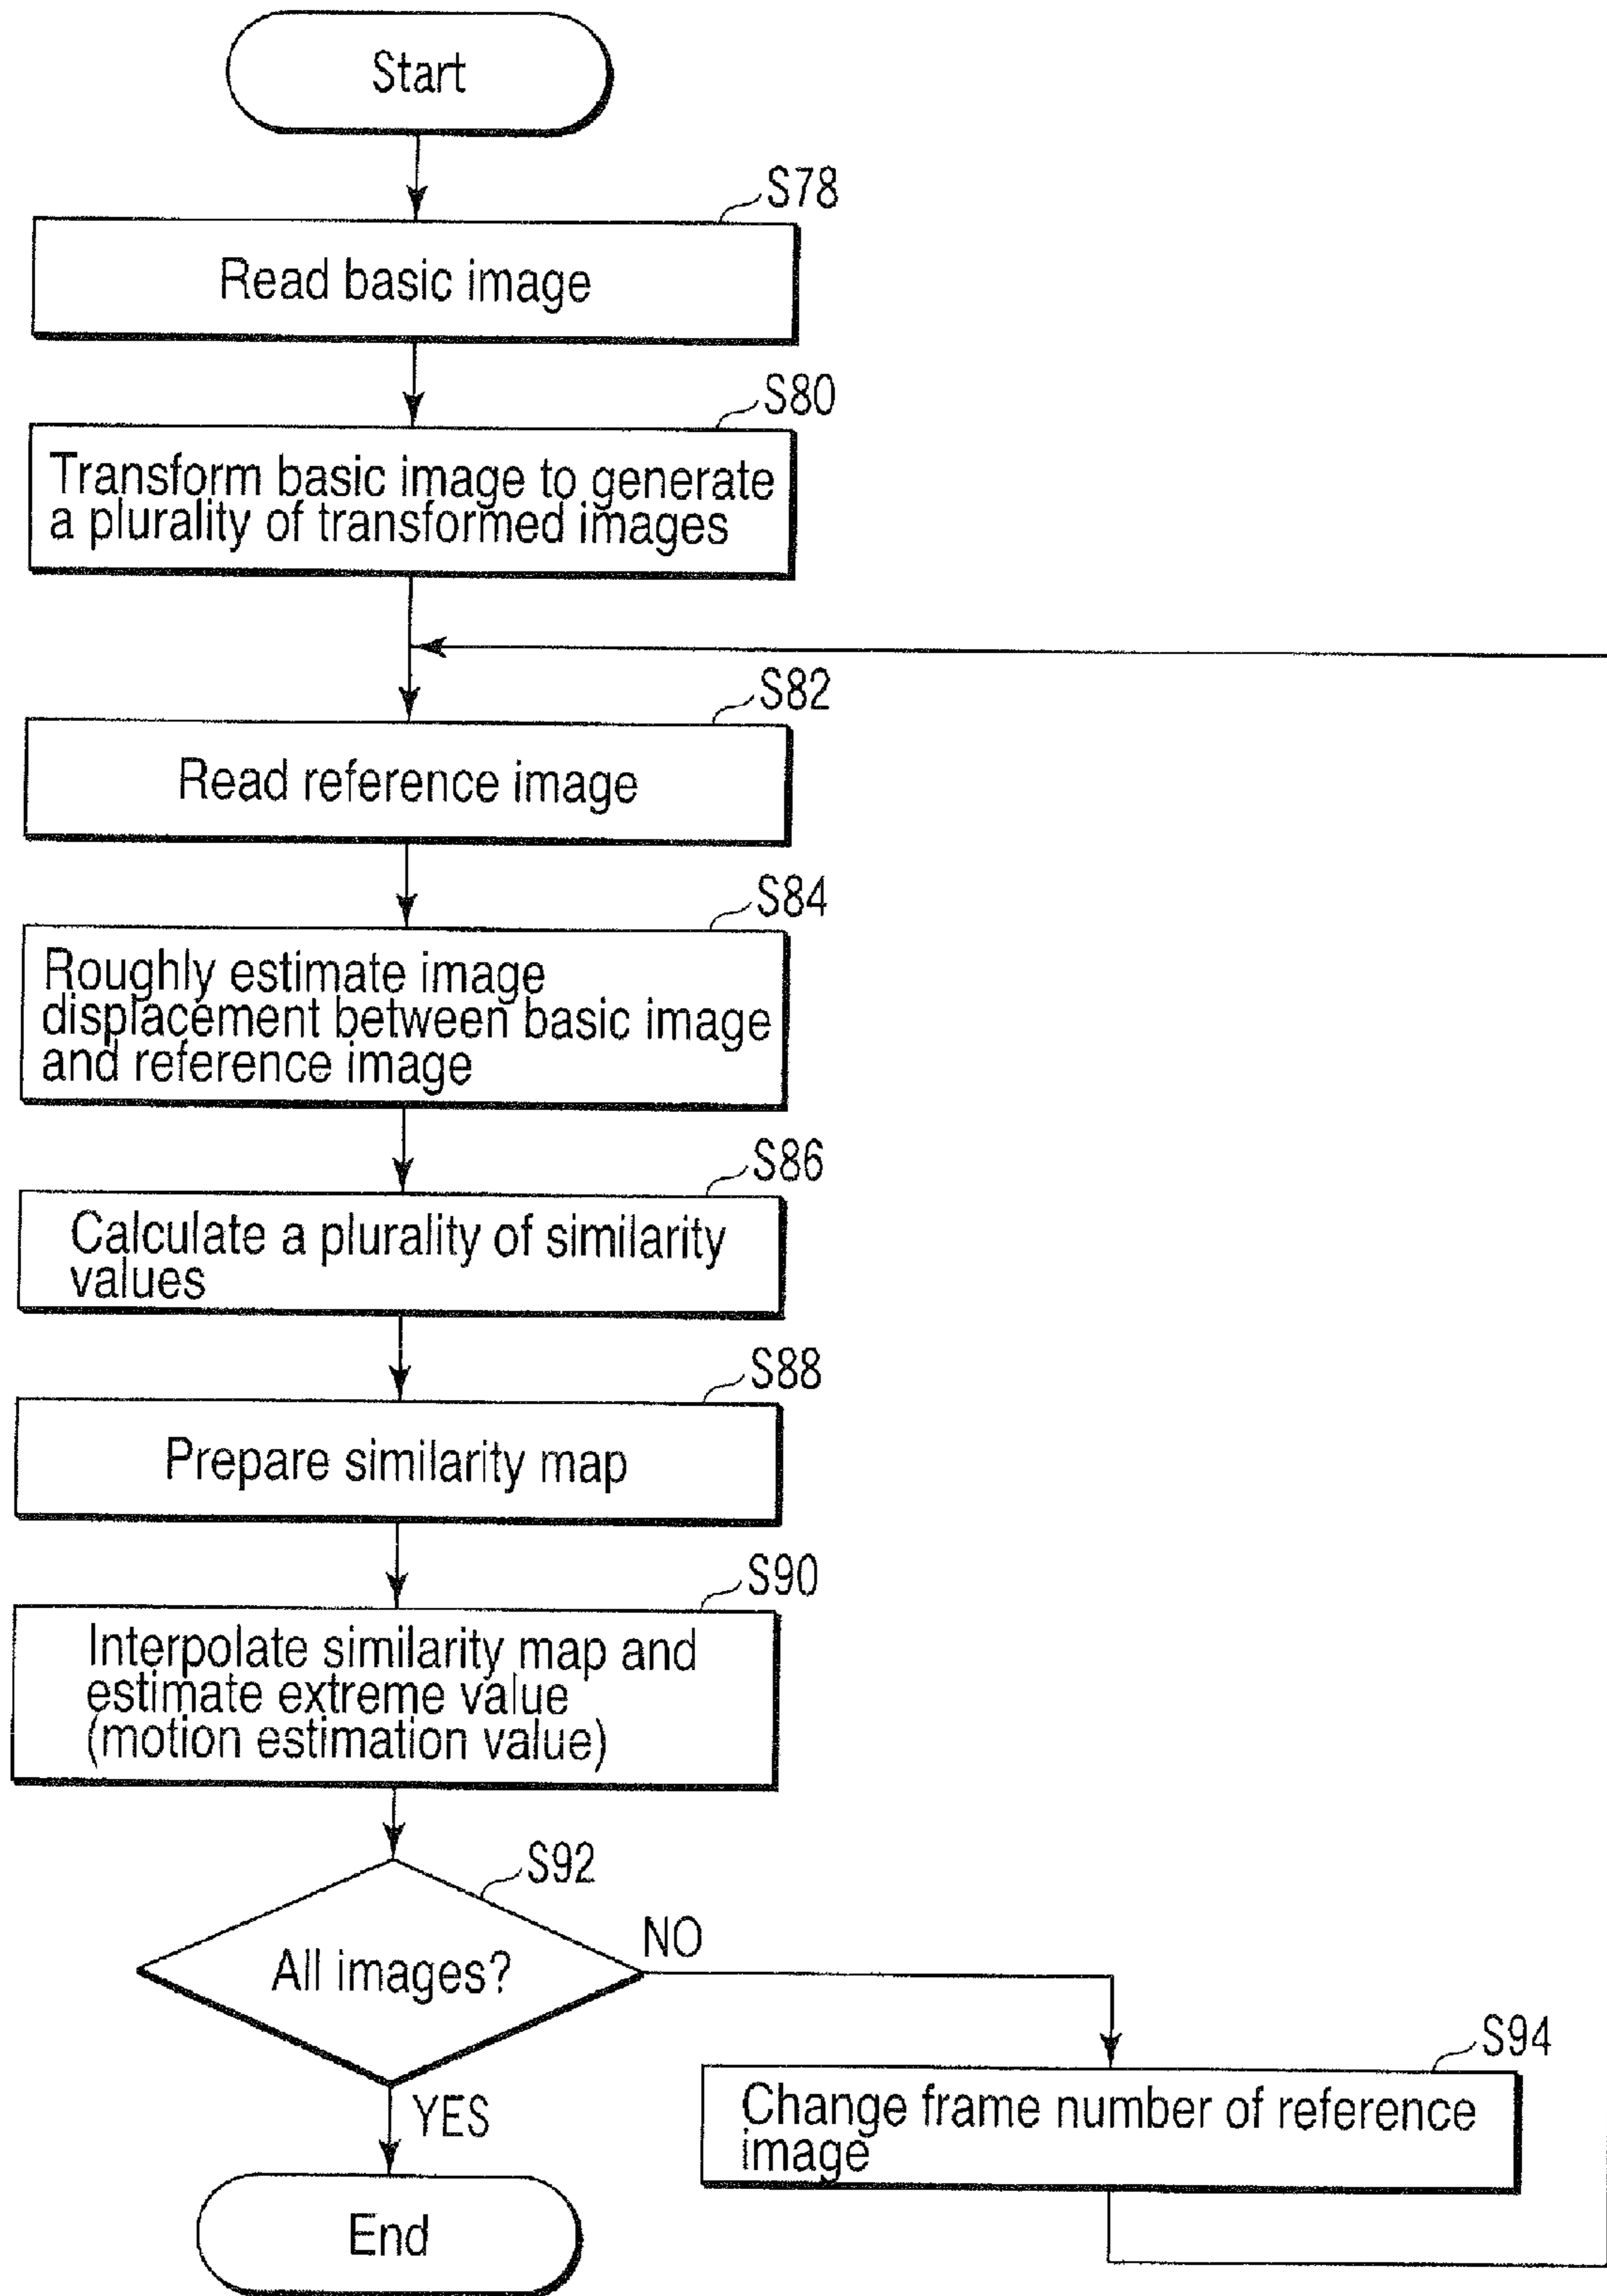 Start
S78
Read basic image
S80
Transform basic image to generate
a plurality of transformed images
S82
Read reference image
S84
Roughly estimate image
displacement between basic image
and reference image
S86
Calculate a plurality of similarity
values
S88
Prepare similarity map
S90
Interpolate similarity map and
estimate extreme value
(motion estimation value)
S92
All images?
NO
S94
Change frame number of reference
image
YES
End